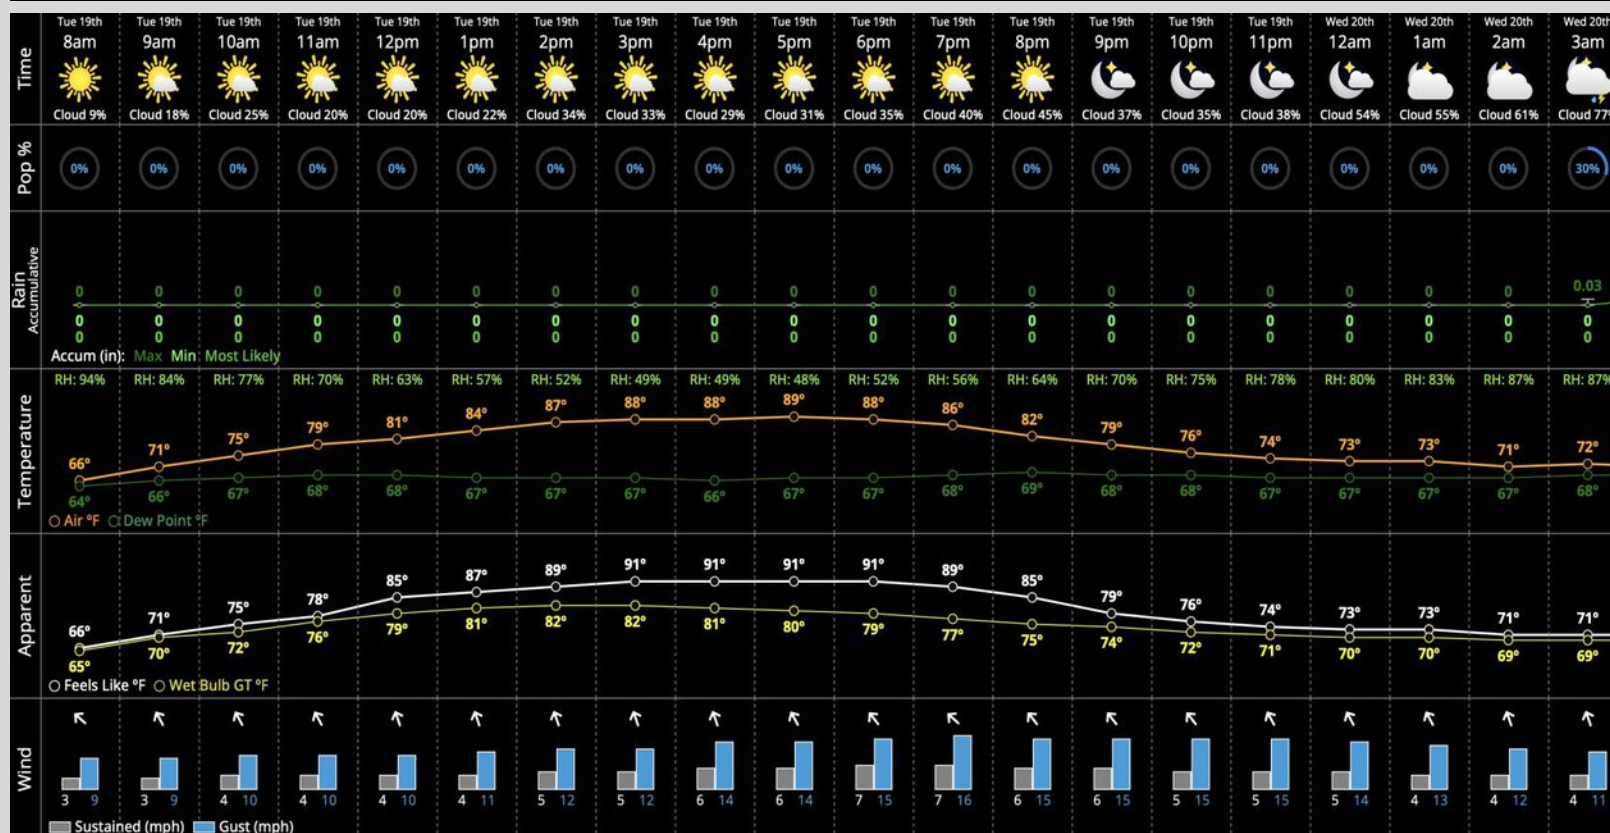 Tue 19th Tue 19th Tue 19th Tue 19th Tue 19th Tue 19th Tue 19th Tue 19th Tue 19th Tue 19th Tue 19th Tue 19th Tue 19th Tue 19th Tue 19th Tue 19th Wed 20th Wed 20th Wed 20th Wed 20th
8am 9am 10am 11am 12pm 1pm 2pm 3pm 4pm 5pm 6pm 7pm 8pm 9pm 10pm 11pm 12am 1am 2am 3am
Time
Cloud 9% Cloud 18% Cloud 25% Cloud 20% Cloud 20% Cloud 22% Cloud 34% Cloud 33% Cloud 29% Cloud 31% Cloud 35% Cloud 40% Cloud 45% Cloud 37% Cloud 35% Cloud 38% Cloud 54% Cloud 55% Cloud 61% Cloud 77%
Pop %
0% 0% 0% 0% 0% 0% 0% 0% 0% 0% 0% 0% 0% 0% 0% 0% 0% 0% 0% 30%
Rain
Accumulative
0 0 0 0 0 0 0 0 0 0 0 0 0 0 0 0 0 0 0 0.03
0 0 0 0 0 0 0 0 0 0 0 0 0 0 0 0 0 0 0 0
0 0 0 0 0 0 0 0 0 0 0 0 0 0 0 0 0 0 0 0
Accum (in): Max Min Most Likely
RH: 94% RH: 84% RH: 77% RH: 70% RH: 63% RH: 57% RH: 52% RH: 49% RH: 49% RH: 48% RH: 52% RH: 56% RH: 64% RH: 70% RH: 75% RH: 78% RH: 80% RH: 83% RH: 87% RH: 87%
Temperature
66° 71° 75° 79° 81° 84° 87° 88° 88° 89° 88° 86° 82° 79° 76° 74° 73° 73° 71° 72°
64° 66° 67° 68° 68° 67° 67° 67° 66° 67° 67° 68° 69° 68° 68° 67° 67° 67° 67° 68°
Air °F Dew Point °F
Apparent
66° 71° 75° 78° 85° 87° 89° 91° 91° 91° 91° 89° 85° 79° 76° 74° 73° 73° 71° 71°
65° 70° 72° 76° 79° 81° 82° 82° 81° 80° 79° 77° 75° 74° 72° 71° 70° 70° 69° 69°
Feels Like °F Wet Bulb GT °F
Wind
3 9 3 9 4 10 4 10 4 10 4 11 5 12 5 12 6 14 6 14 7 15 7 16 6 15 6 15 5 15 5 15 5 14 4 13 4 12 4 11
Sustained (mph) Gust (mph)